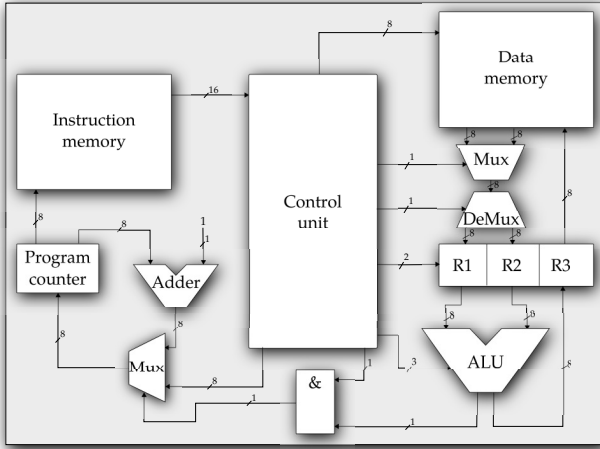 8
Data
memory
16
Instruction
memory
8
8
Mux
1
8
8
Control
unit
1
DeMux
8
8
8
8
1
1
Program
counter
2
R1
R2
R3
Adder
8
8
8
8
3
ALU
8
Mux
8
1
&
1
1